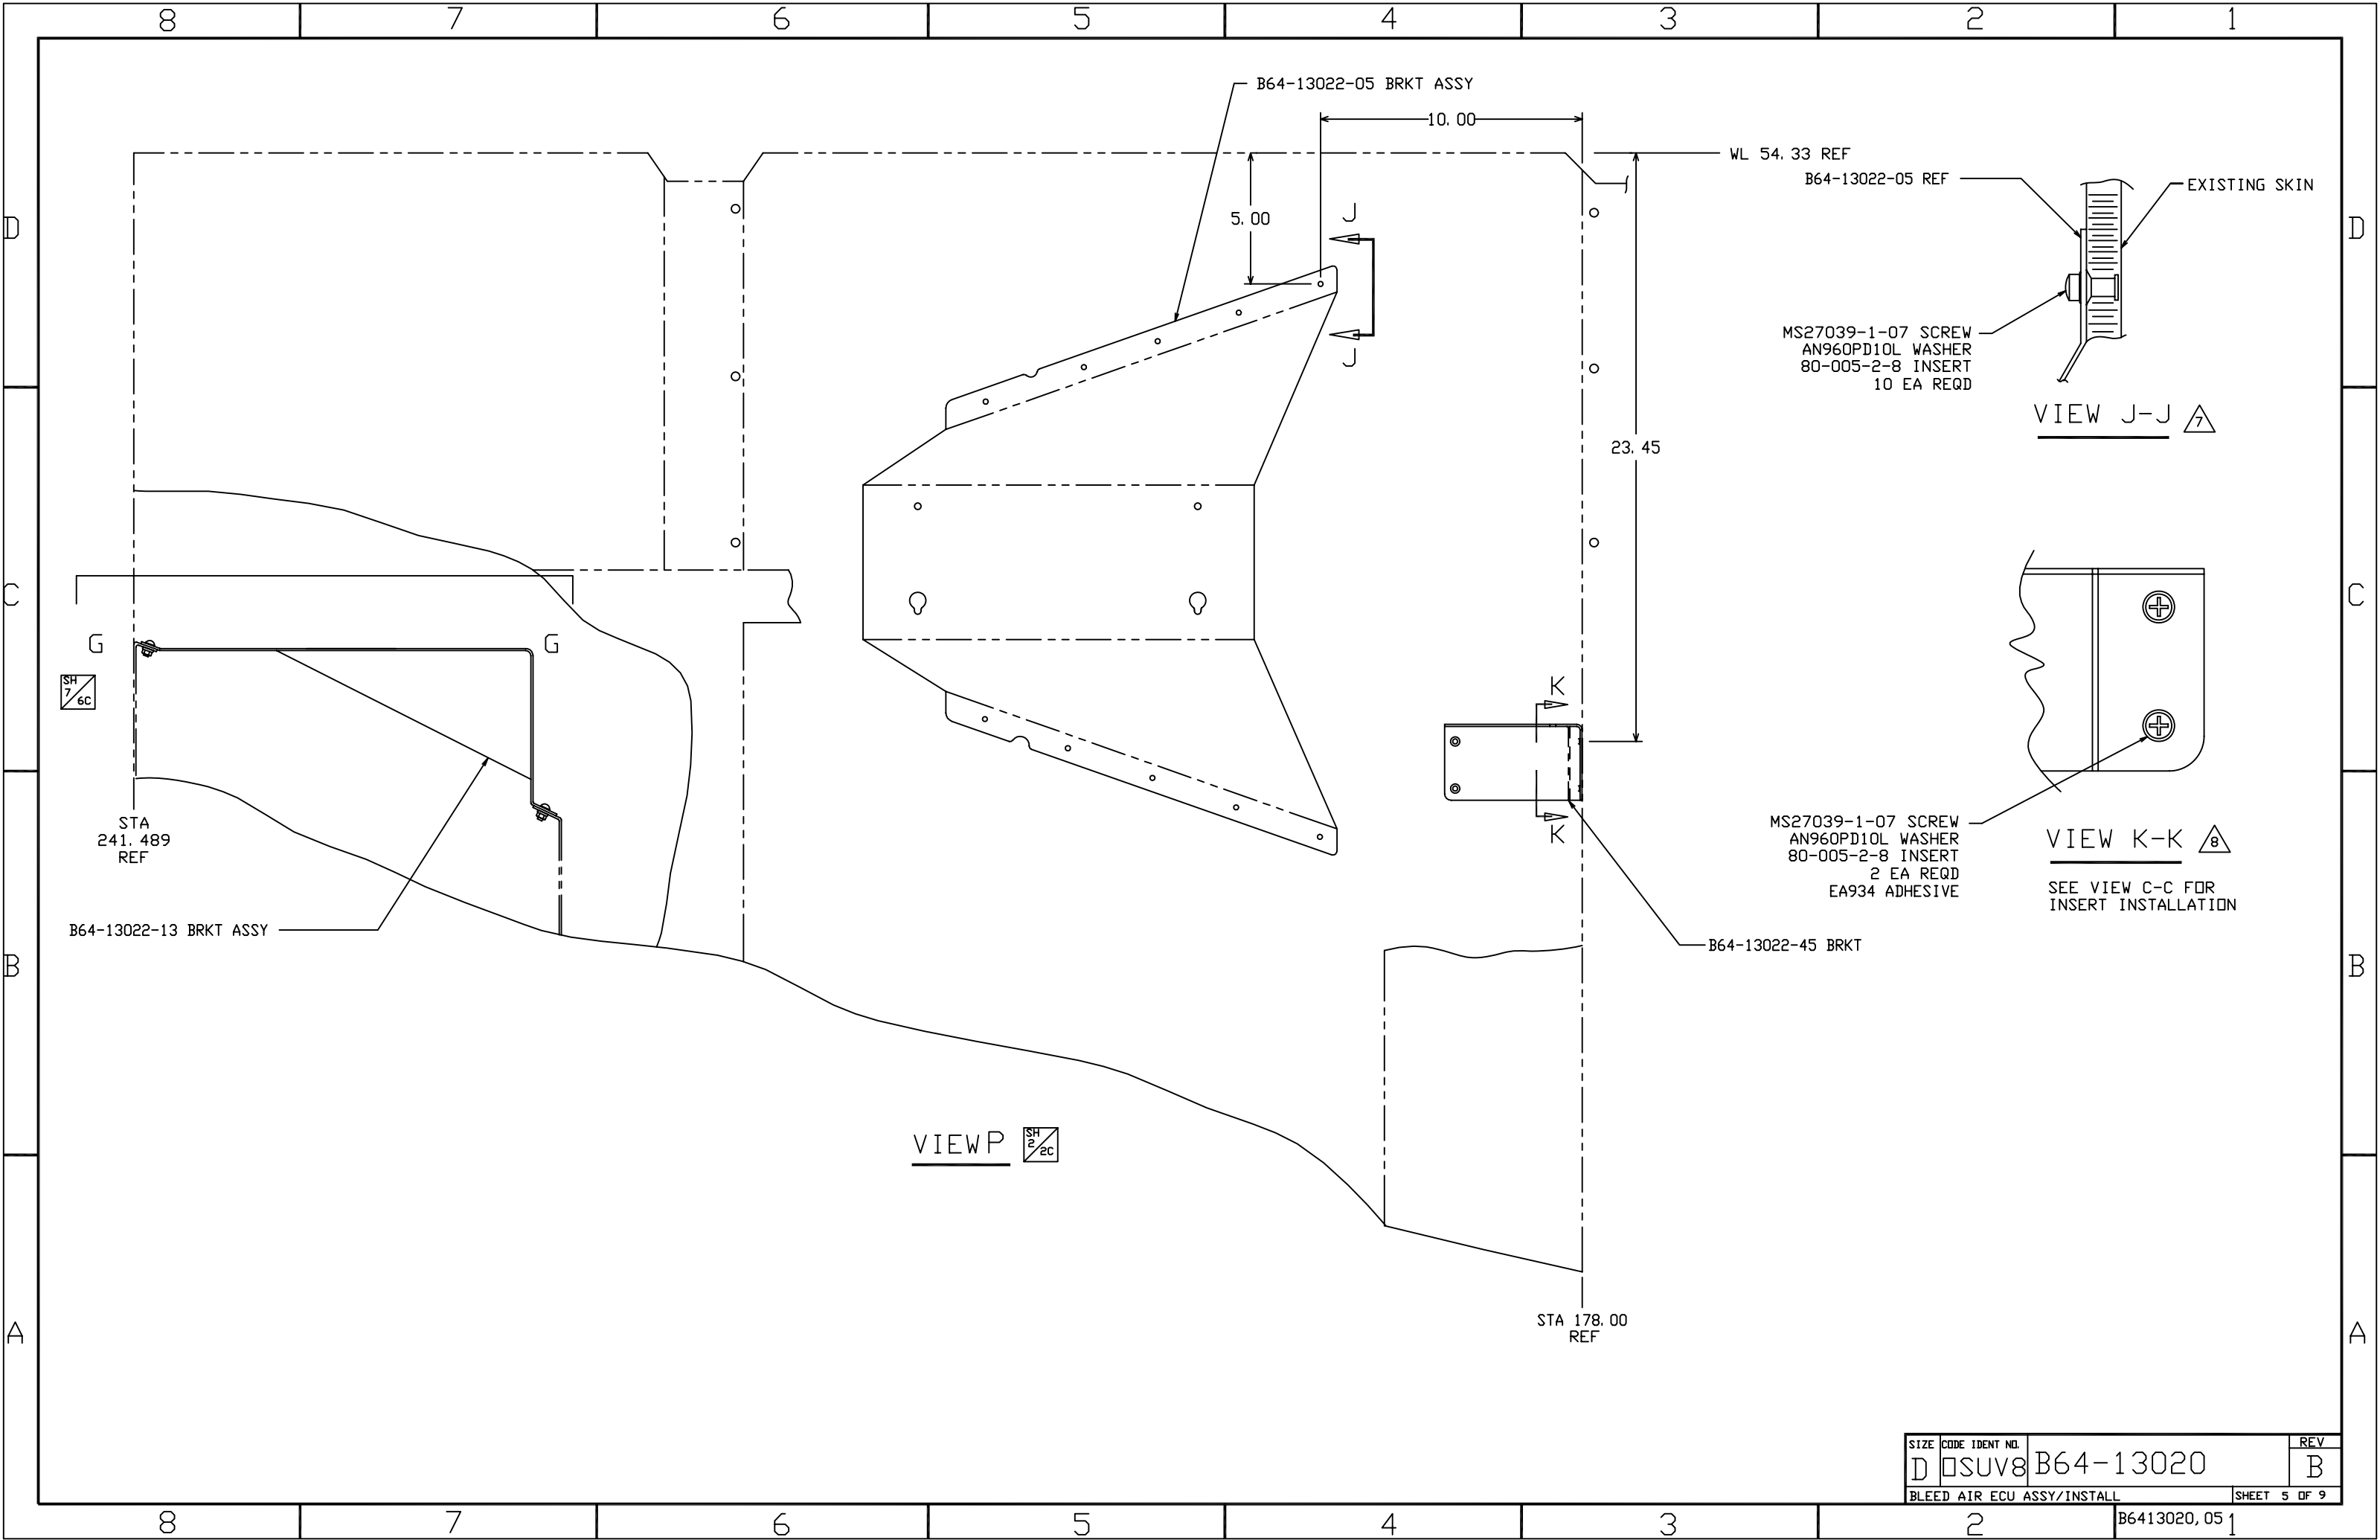 8 7 6 5 4 3 2 1
B64-13022-05 BRKT ASSY
10.00
WL 54.33 REF
B64-13022-05 REF
EXISTING SKIN
D
D
5.00
J
J
MS27039-1-07 SCREW
AN960PD10L WASHER
80-005-2-8 INSERT
10 EA REQD
VIEW J-J 7
23.45
C
C
G
G
SH
7
6C
K
K
STA
241.489
REF
MS27039-1-07 SCREW
AN960PD10L WASHER
80-005-2-8 INSERT
2 EA REQD
EA934 ADHESIVE
VIEW K-K 8
SEE VIEW C-C FOR
INSERT INSTALLATION
B64-13022-13 BRKT ASSY
B64-13022-45 BRKT
B
B
VIEW P
SH
2
2C
STA 178.00
REF
A
A
SIZE
D
CODE IDENT NO.
0SUV8
B64-13020
REV
B
BLEED AIR ECU ASSY/INSTALL
SHEET 5 OF 9
8 7 6 5 4 3 2 1
B6413020,05